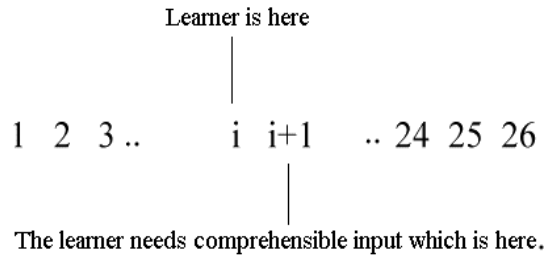 Learner is here
1 2 3 .. i i+1 .. 24 25 26
The learner needs comprehensible input which is here.